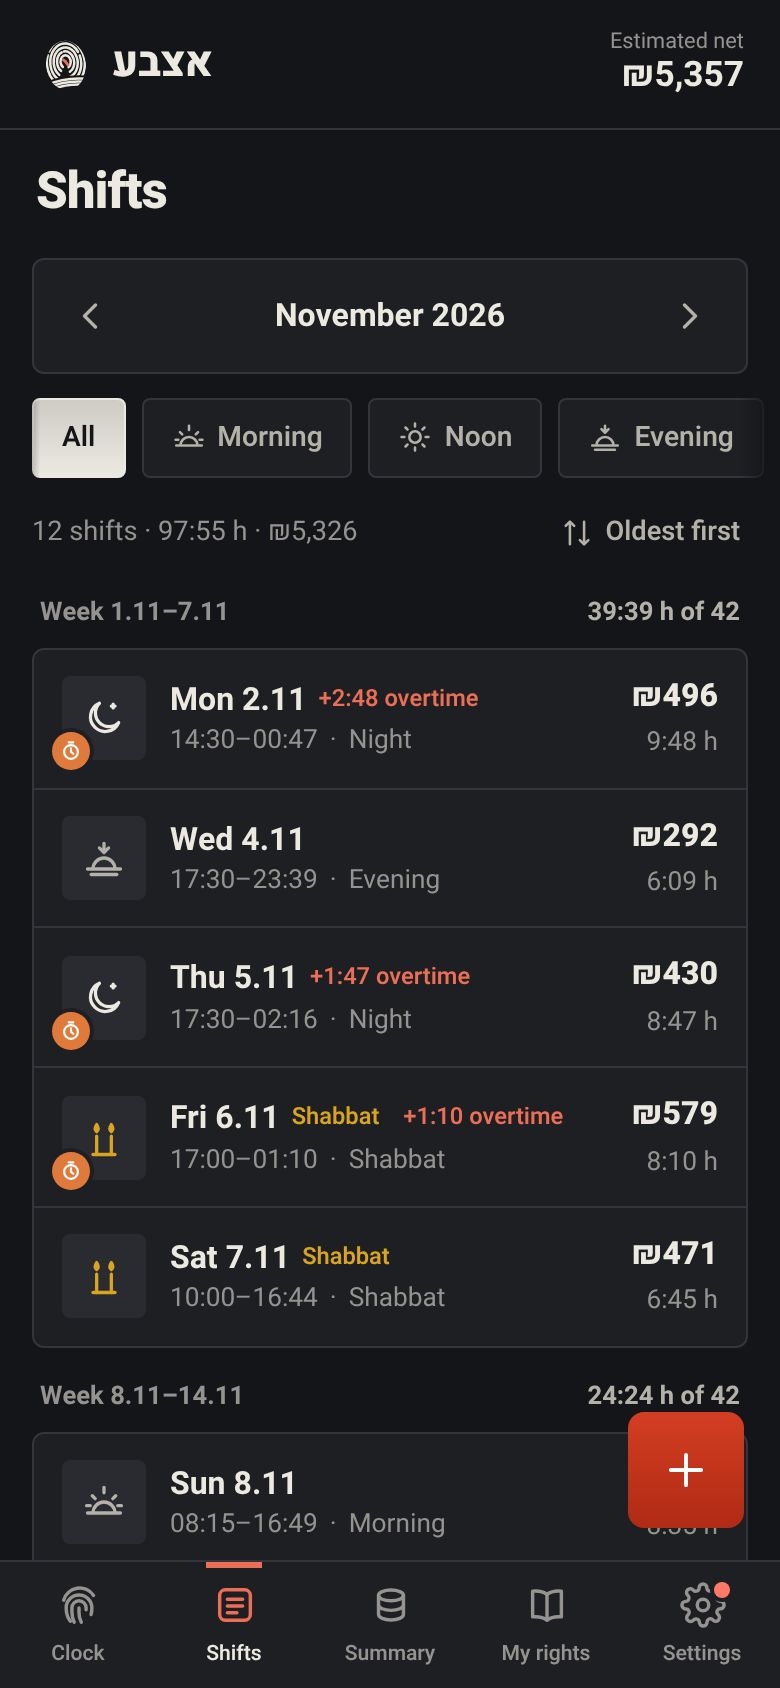 אצבע
Estimated net
₪5,357
Shifts
November 2026
All Morning Noon Evening
12 shifts · 97:55 h · ₪5,326 Oldest first
Week 1.11–7.11 39:39 h of 42
Mon 2.11 +2:48 overtime ₪496
14:30–00:47 · Night 9:48 h
Wed 4.11 ₪292
17:30–23:39 · Evening 6:09 h
Thu 5.11 +1:47 overtime ₪430
17:30–02:16 · Night 8:47 h
Fri 6.11 Shabbat +1:10 overtime ₪579
17:00–01:10 · Shabbat 8:10 h
Sat 7.11 Shabbat ₪471
10:00–16:44 · Shabbat 6:45 h
Week 8.11–14.11 24:24 h of 42
Sun 8.11
08:15–16:49 · Morning
Clock Shifts Summary My rights Settings